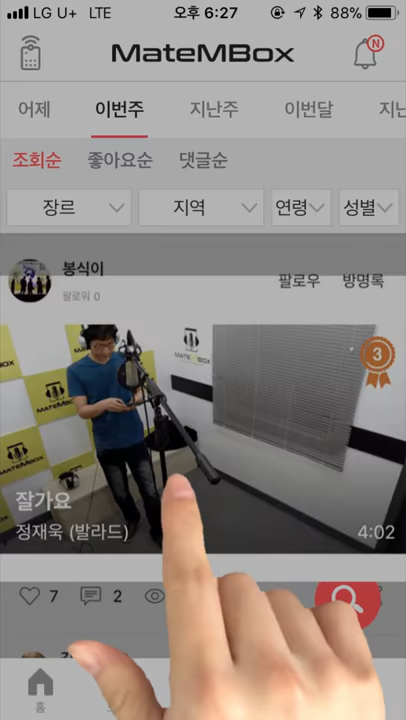 LG U+ LTE 오후 6:27 88%
MateMBox
N
어제 이번주 지난주 이번달
조회순 좋아요순 댓글순
장르 지역 연령 성별
봉식이
팔로워 0
팔로우 방명록
MATEMBOX
3
잘가요
정재욱 (발라드)
4:02
7 2
홈